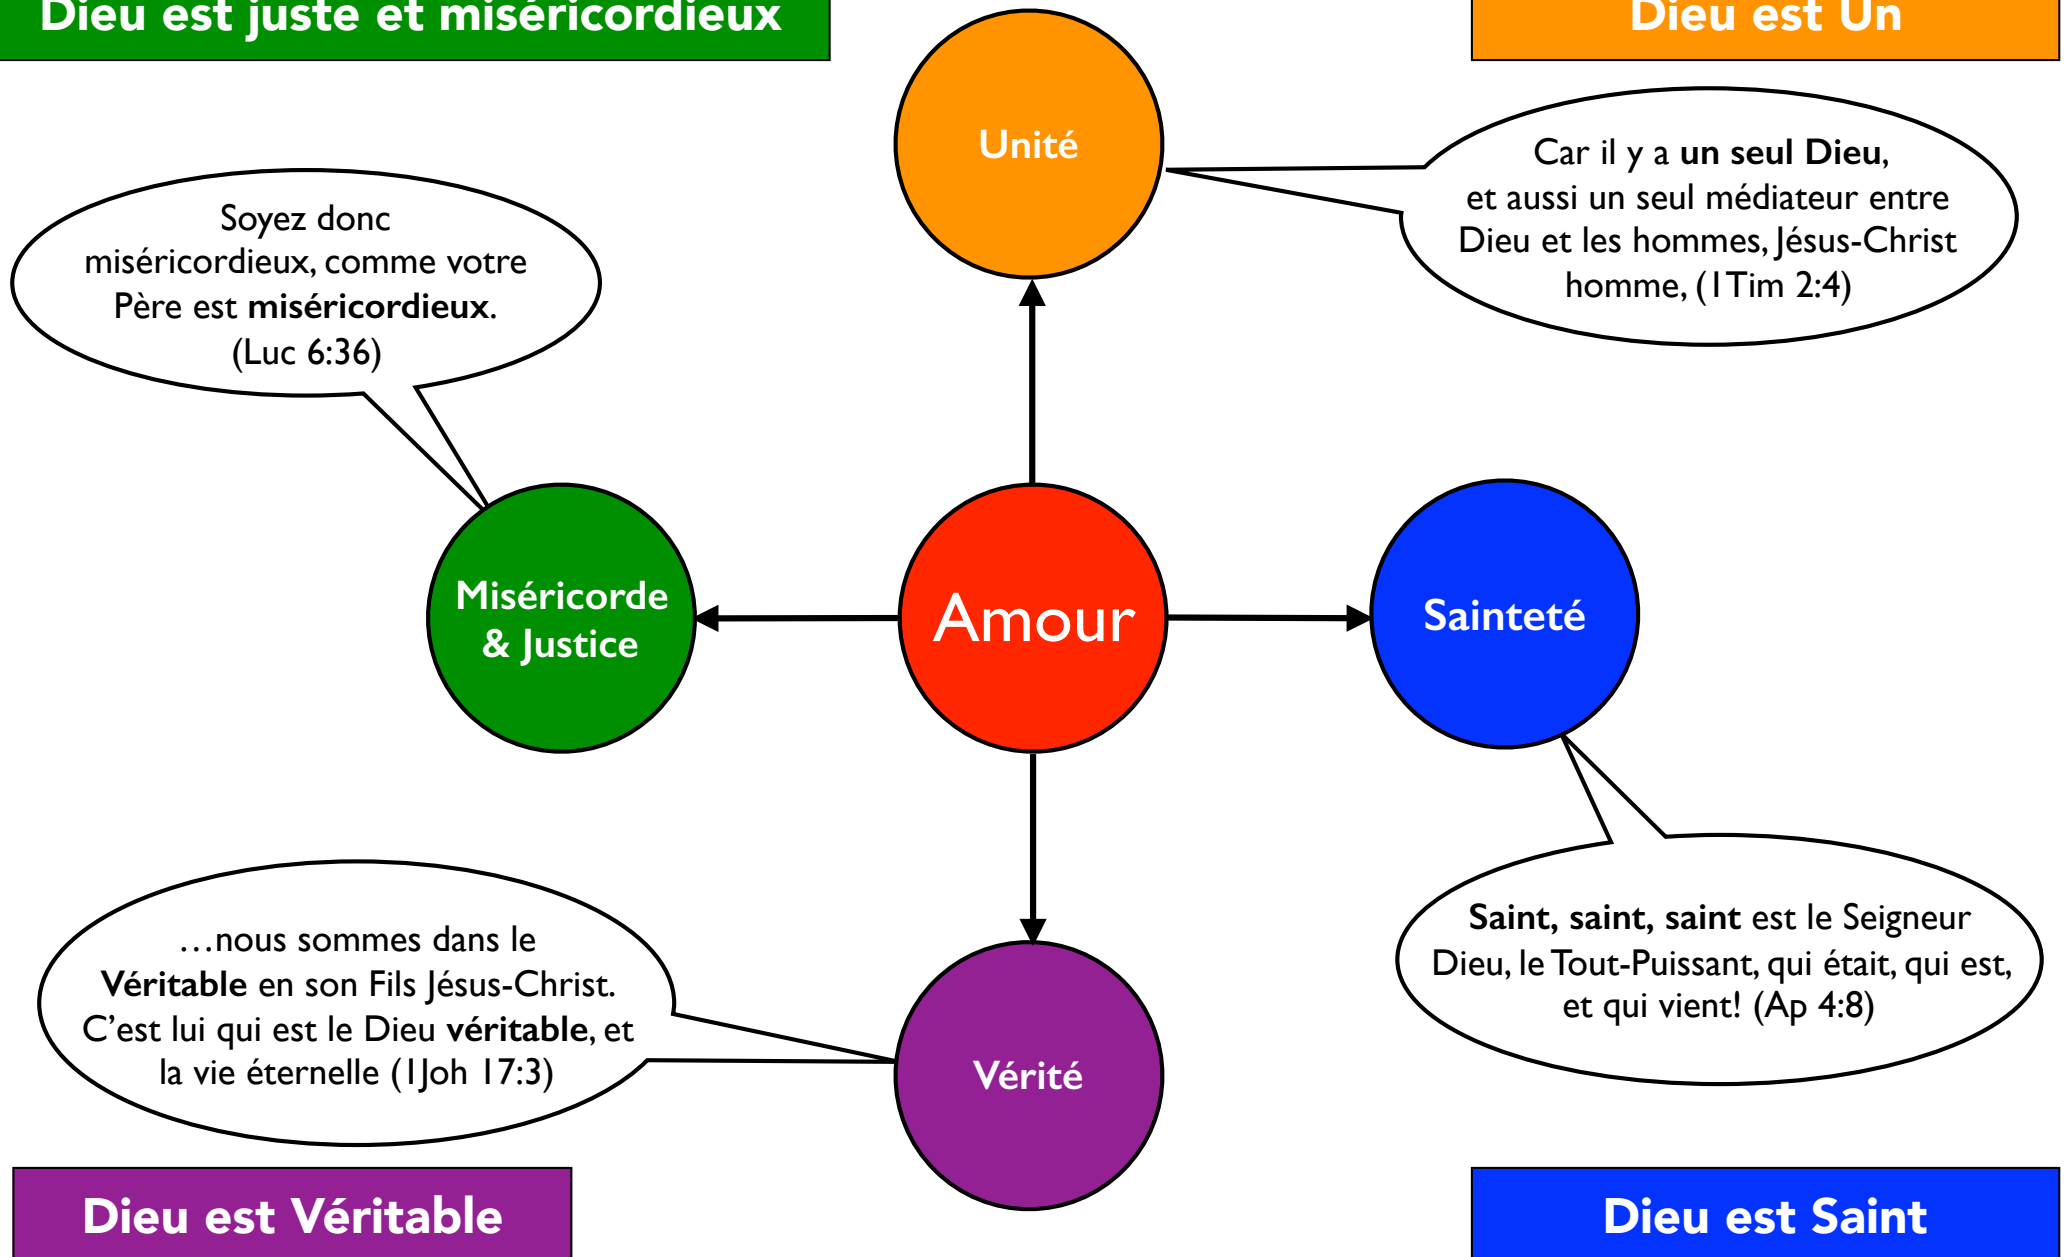 Dieu est juste et miséricordieux
Dieu est Un
Unité
Car il y a un seul Dieu,
et aussi un seul médiateur entre
Dieu et les hommes, Jésus-Christ
homme, (1Tim 2:4)
Soyez donc
miséricordieux, comme votre
Père est miséricordieux.
(Luc 6:36)
Miséricorde
& Justice
Amour
Sainteté
…nous sommes dans le
Véritable en son Fils Jésus-Christ.
C’est lui qui est le Dieu véritable, et
la vie éternelle (1Joh 17:3)
Saint, saint, saint est le Seigneur
Dieu, le Tout-Puissant, qui était, qui est,
et qui vient! (Ap 4:8)
Vérité
Dieu est Véritable
Dieu est Saint